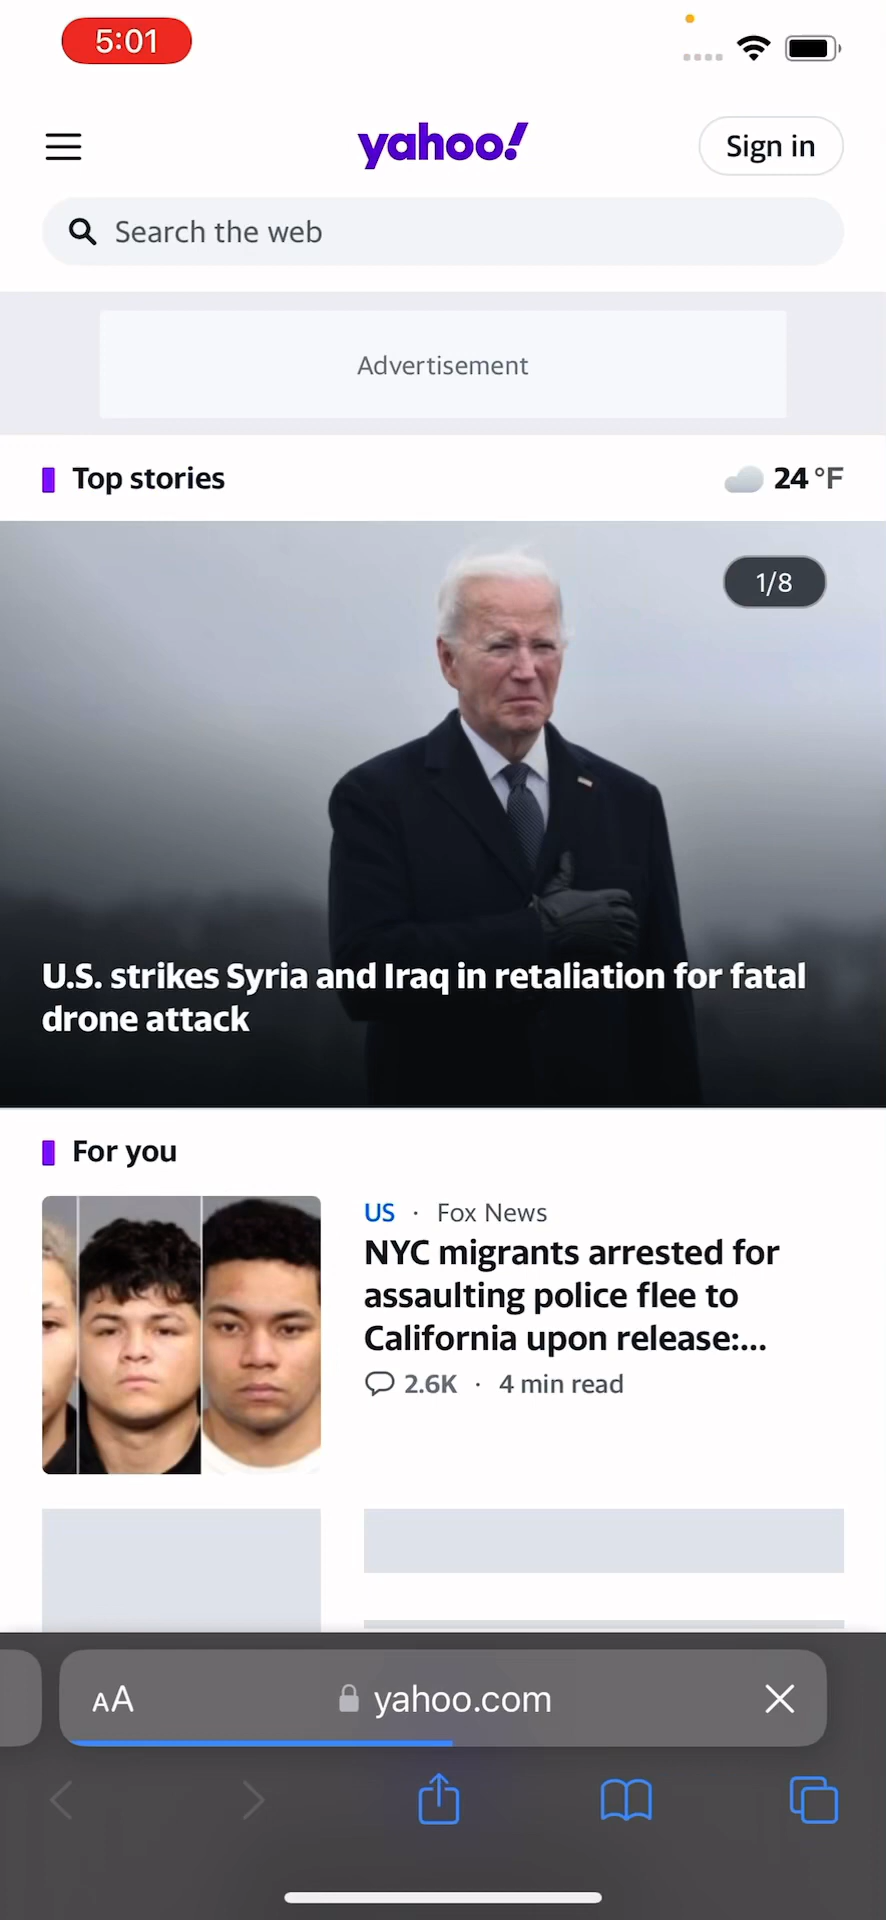 5:01
yahoo!
Sign in
Search the web
Advertisement
Top stories
24 °F
1/8
U.S. strikes Syria and Iraq in retaliation for fatal
drone attack
For you
US · Fox News
NYC migrants arrested for
assaulting police flee to
California upon release:...
2.6K · 4 min read
AA
yahoo.com